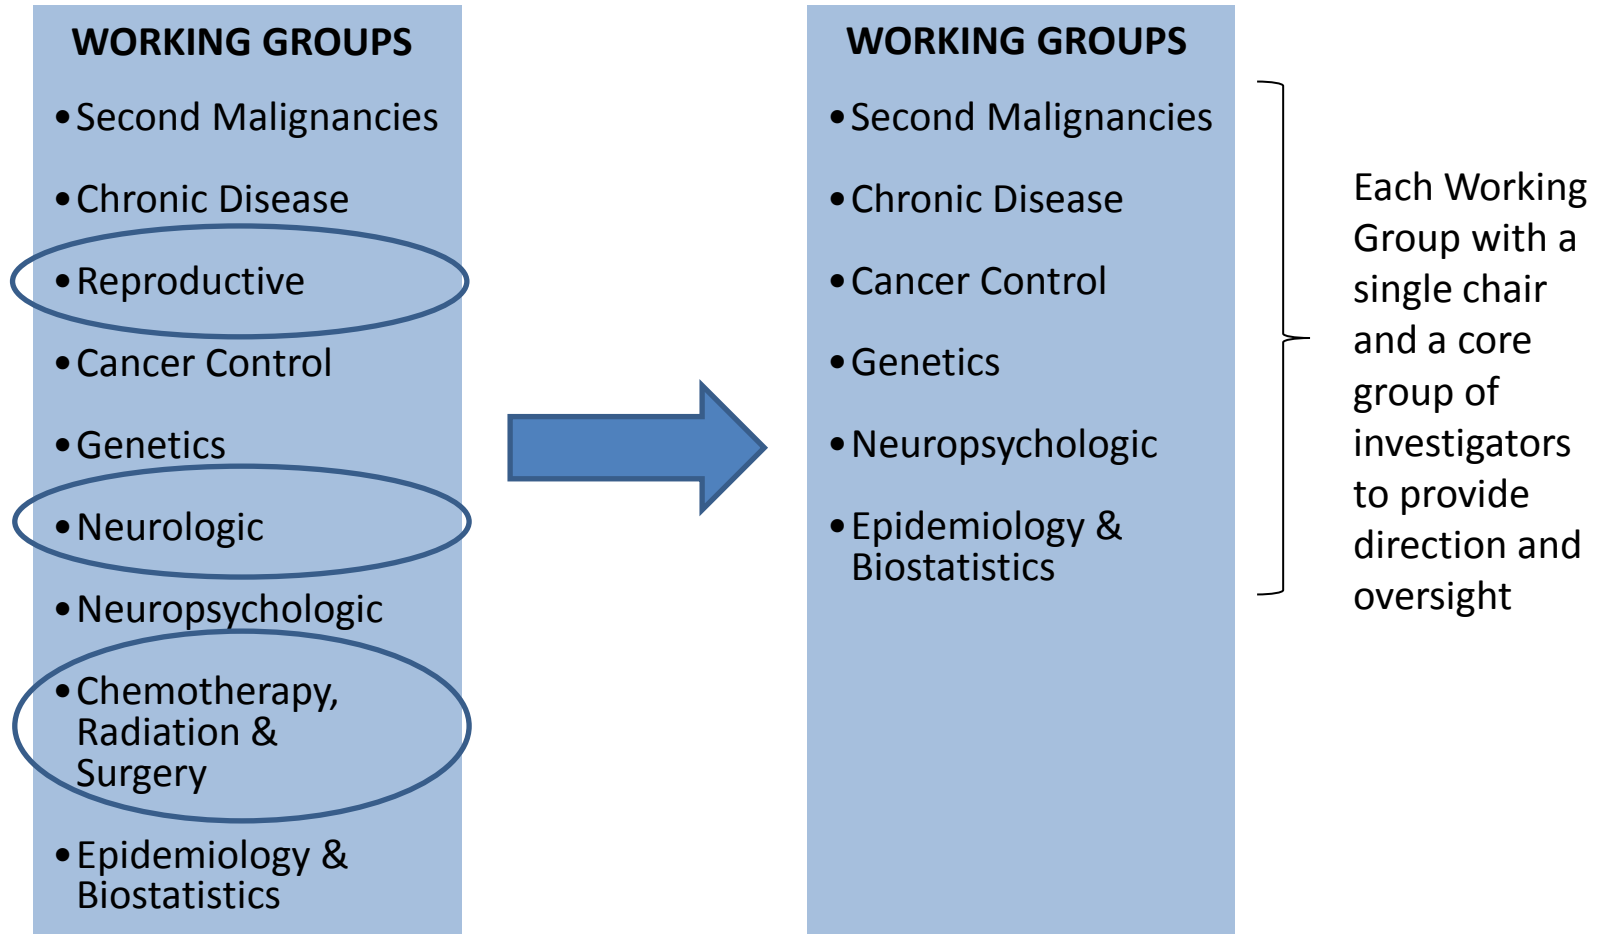 WORKING GROUPS
•Second Malignancies
•Chronic Disease
•Reproductive
•Cancer Control
•Genetics
•Neurologic
•Neuropsychologic
•Chemotherapy,
Radiation &
Surgery
•Epidemiology &
Biostatistics
WORKING GROUPS
•Second Malignancies
•Chronic Disease
•Cancer Control
•Genetics
•Neuropsychologic
•Epidemiology &
Biostatistics
Each Working
Group with a
single chair
and a core
group of
investigators
to provide
direction and
oversight